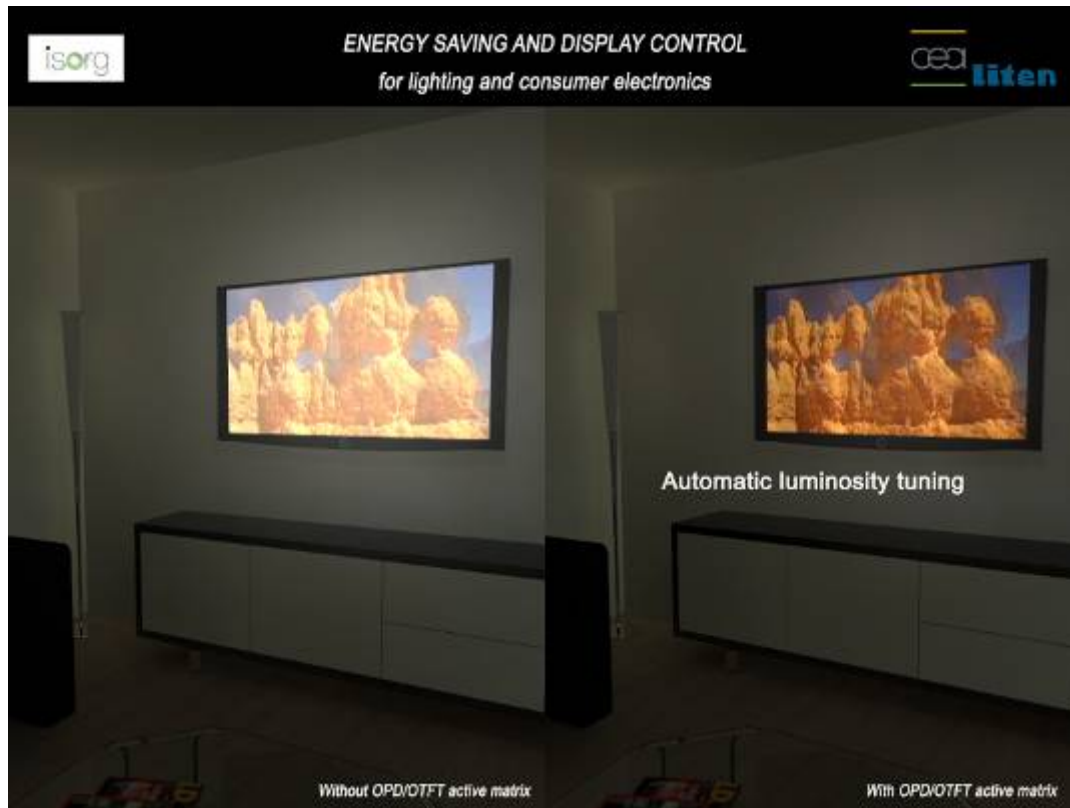 isorg
ENERGY SAVING AND DISPLAY CONTROL
for lighting and consumer electronics
cea
liten
Automatic luminosity tuning
Without OPD/OTFT active matrix
With OPD/OTFT active matrix